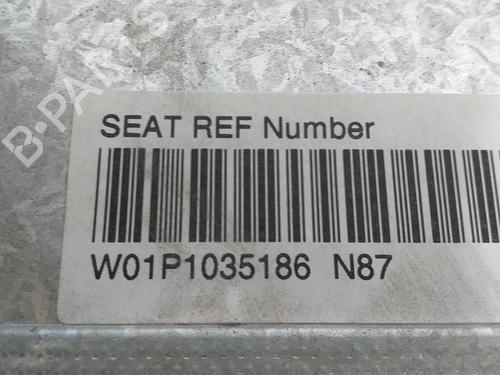 B-PARTS
SEAT REF Number
W01P1035186 N87